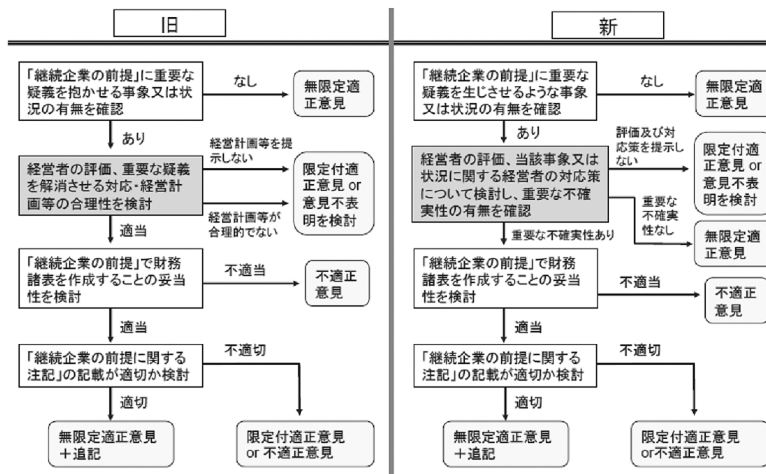 旧
「継続企業の前提」に重要な
疑義を抱かせる事象又は
状況の有無を確認
なし
無限定適
正意見
あり
経営計画等を提
示しない
経営者の評価、重要な疑義
を解消させる対応・経営計
画等の合理性を検討
限定付適
正意見 or
意見不表
明を検討
経営計画等が
合理的でない
適当
「継続企業の前提」で財務
諸表を作成することの妥当
性を検討
不適当
不適正
意見
適当
「継続企業の前提に関する
注記」の記載が適切か検討
不適切
適切
無限定適正意見
+追記
限定付適正意見
or 不適正意見
新
「継続企業の前提」に重要な
疑義を生じさせるような事象
又は状況の有無を確認
なし
無限定適
正意見
あり
評価及び対
応策を提示
しない
経営者の評価、当該事象又は
状況に関する経営者の対応策
について検討し、重要な不確
実性の有無を確認
限定付適
正意見 or
意見不表
明を検討
重要な
不確実
性なし
無限定適
正意見
重要な不確実性あり
「継続企業の前提」で財務
諸表を作成することの妥当
性を検討
不適当
不適正
意見
適当
「継続企業の前提に関する
注記」の記載が適切か検討
不適切
適切
無限定適正意見
+追記
限定付適正意見
or不適正意見